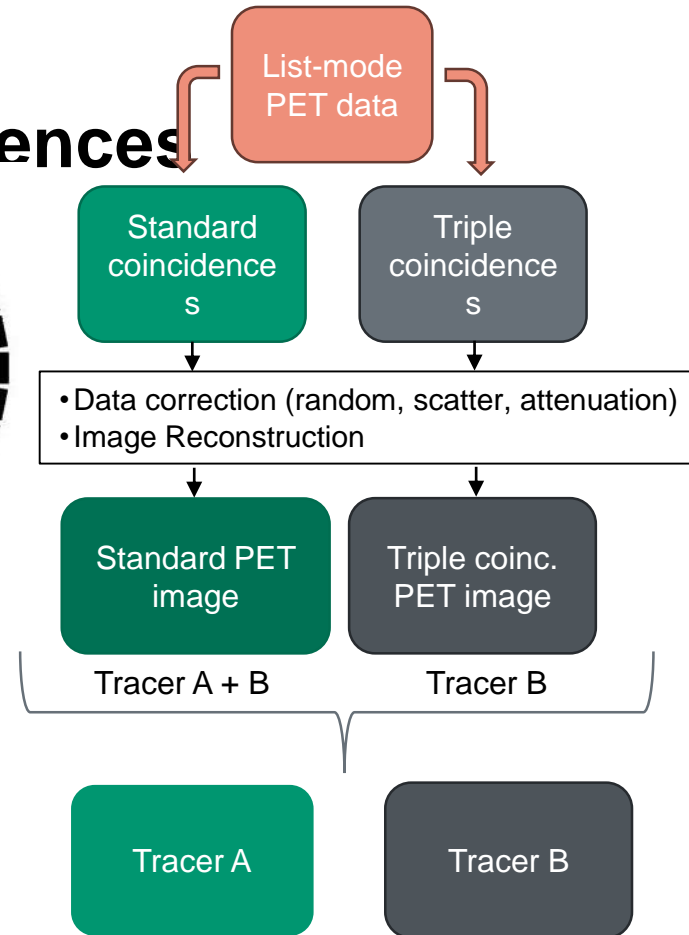 List-mode
PET data
ences
Standard
coincidence
s
Triple
coincidence
s
•Data correction (random, scatter, attenuation)
•Image Reconstruction
Standard PET
image
Triple coinc.
PET image
Tracer A + B
Tracer B
Tracer A
Tracer B